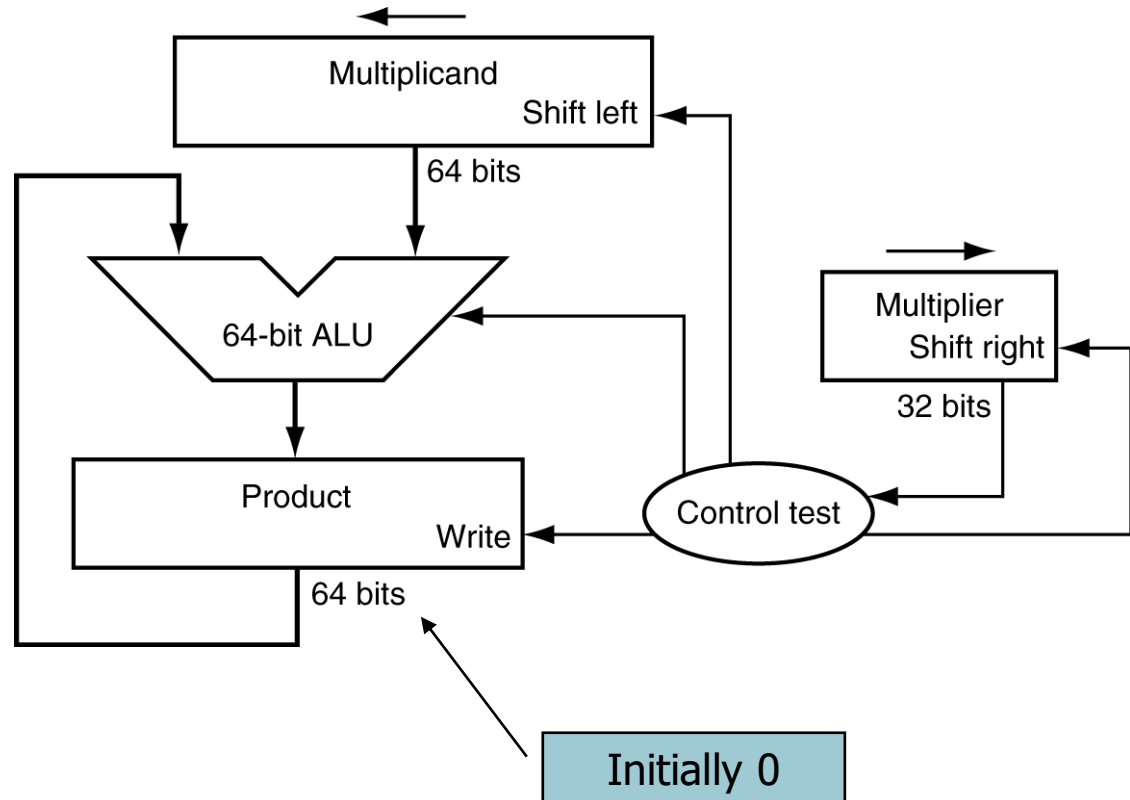 Multiplicand
Shift left
64 bits
64-bit ALU
Multiplier
Shift right
32 bits
Product
Write
Control test
64 bits
Initially 0